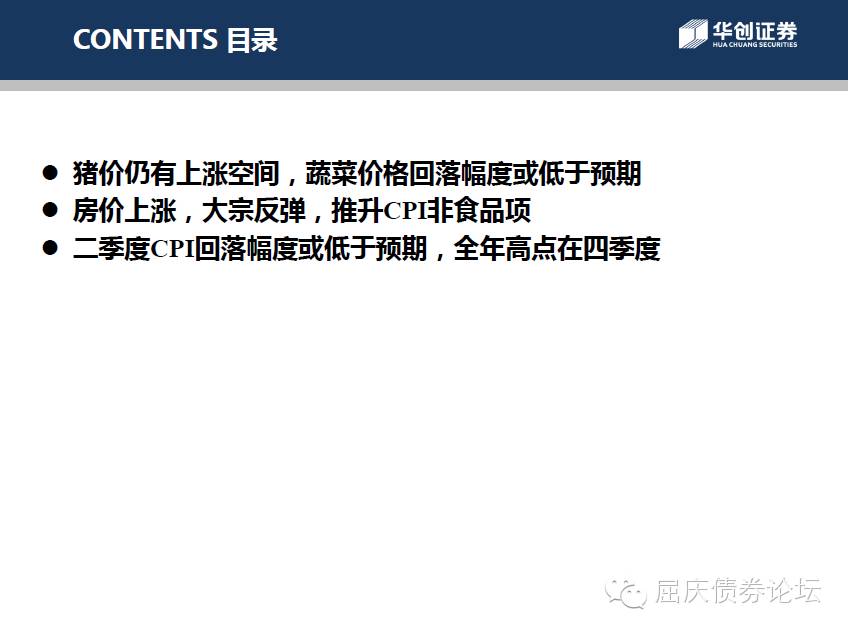 CONTENTS 目录
华创证券
HUA CHUANG SECURITIES
● 猪价仍有上涨空间，蔬菜价格回落幅度或低于预期
● 房价上涨，大宗反弹，推升CPI非食品项
● 二季度CPI回落幅度或低于预期，全年高点在四季度
屈庆债券论坛